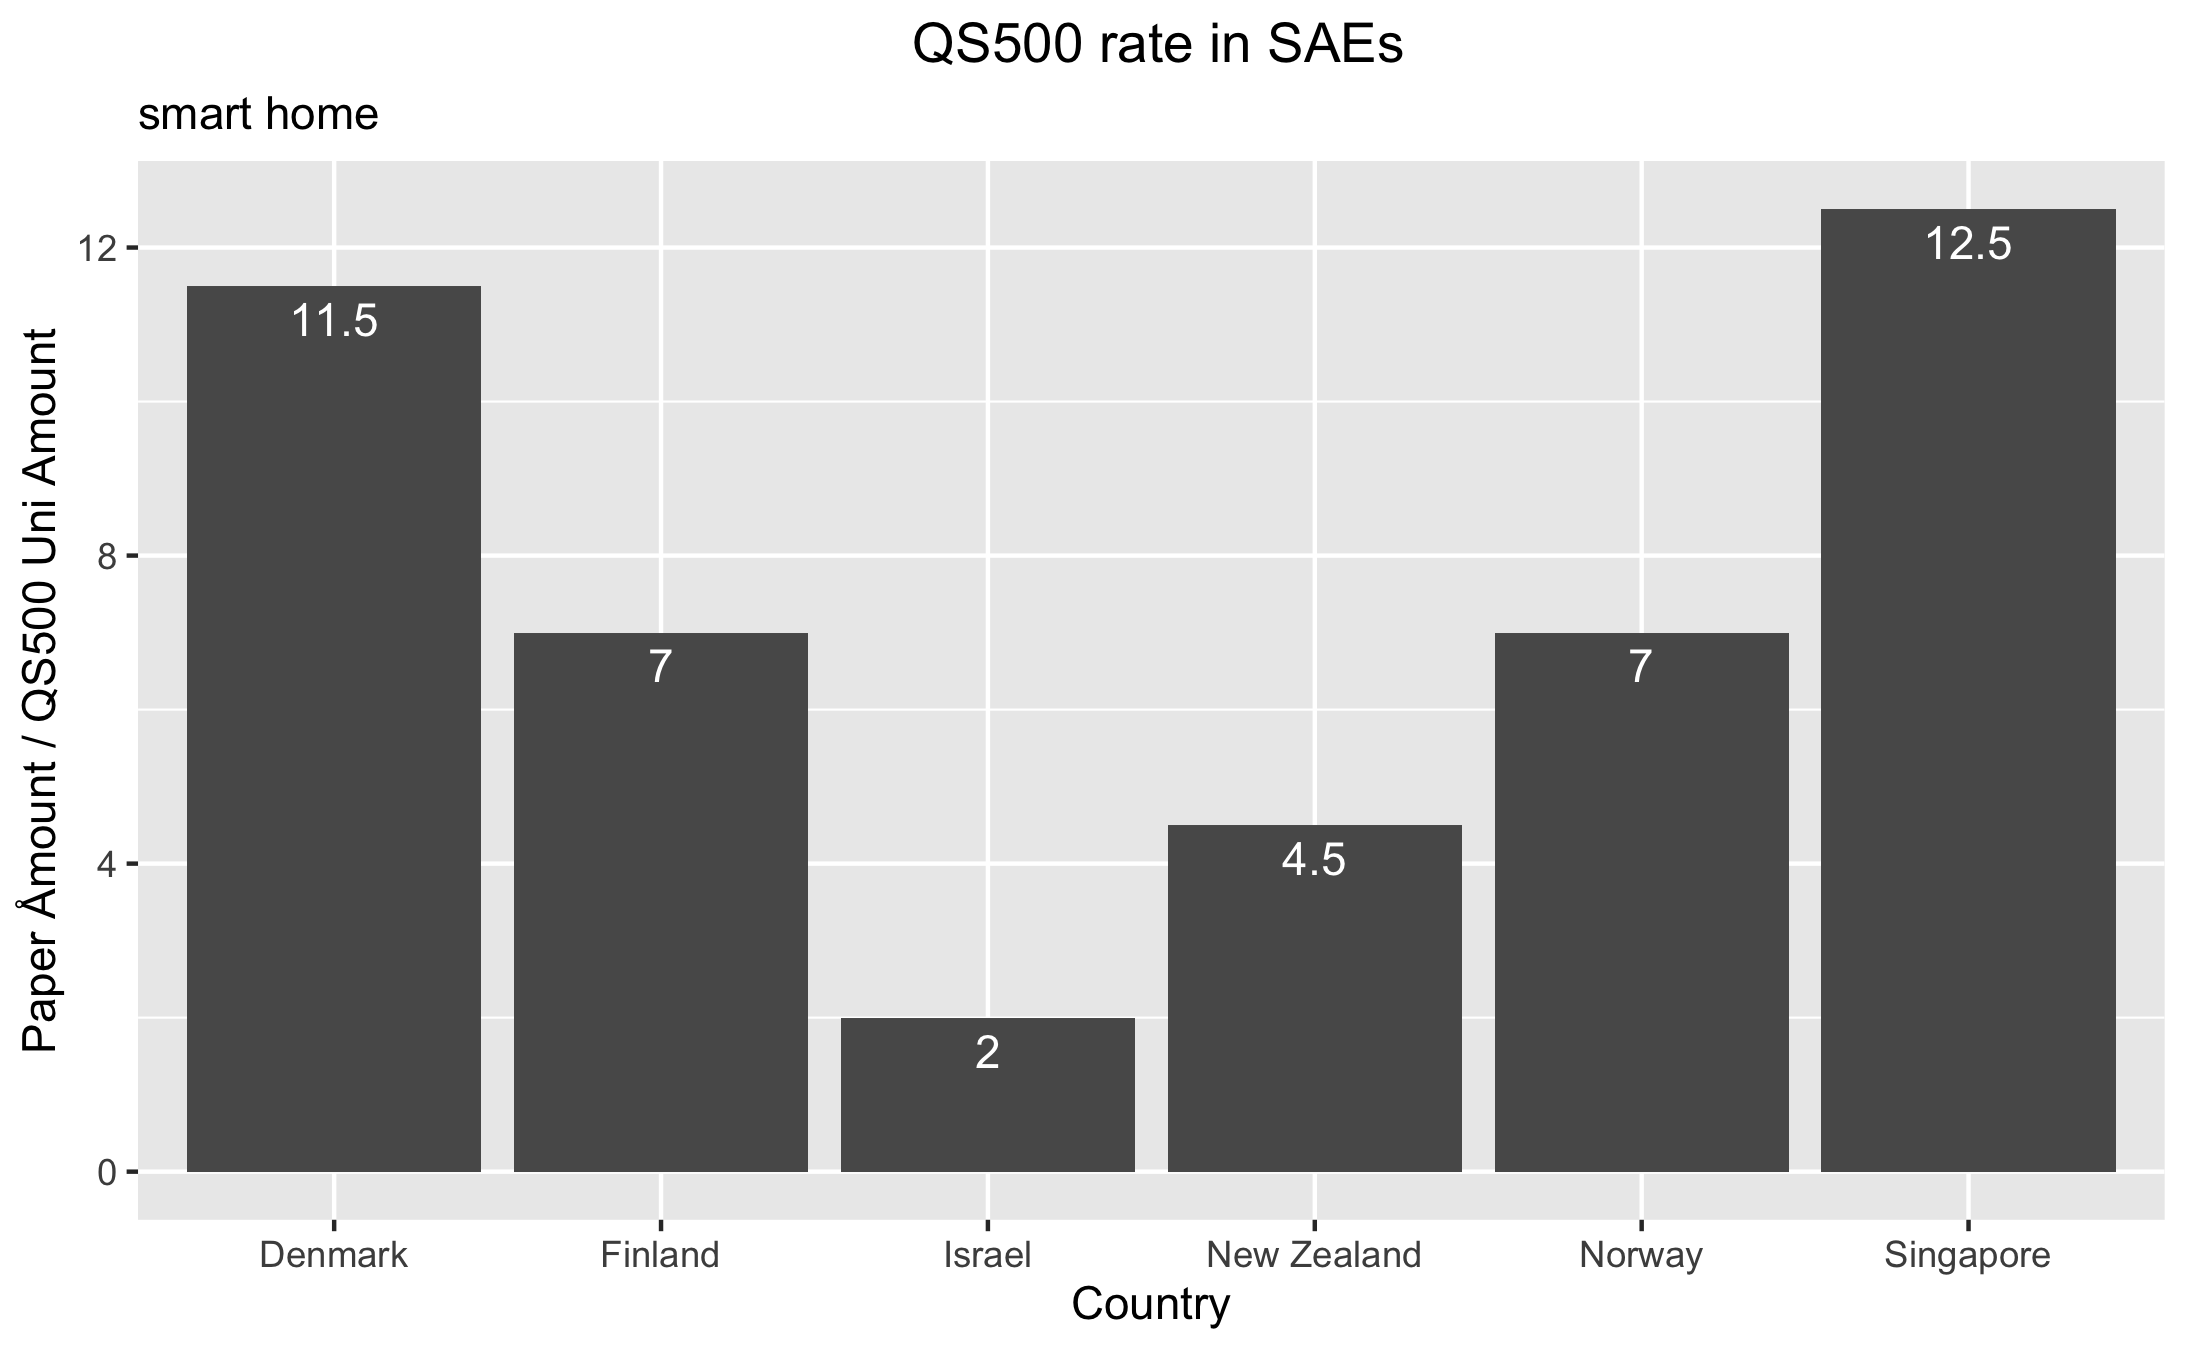 QS500 rate in SAEs
smart home
Paper Åmount / QS500 Uni Amount
12
8
4
0
11.5
7
2
4.5
7
12.5
Denmark
Finland
Israel
New Zealand
Norway
Singapore
Country